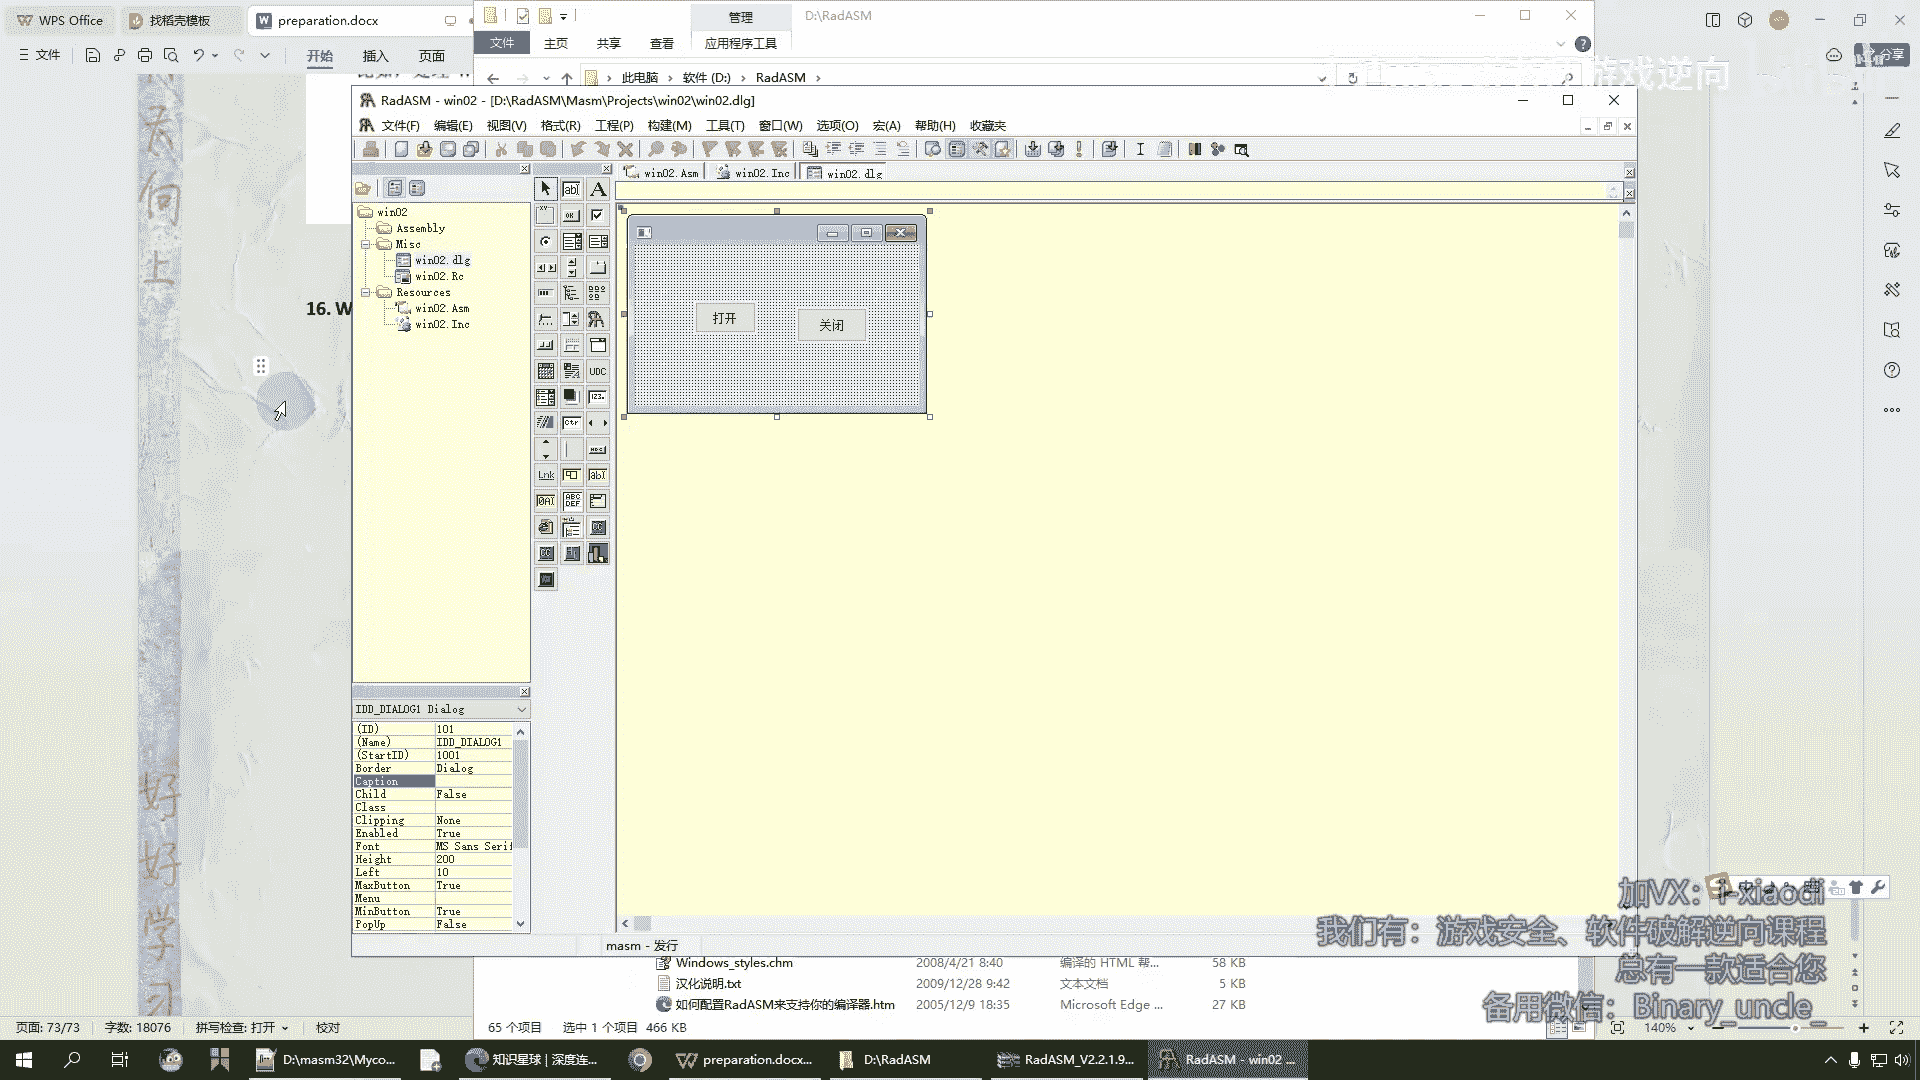 WPS Office
找稻壳模板
preparation.docx
管理
D:\RadASM
文件
主页
共享
查看
应用程序工具
文件
开始
插入
页面
分享
此电脑
软件 (D:)
RadASM
游戏逆向
RadASM - win02 - [D:\RadASM\Masm\Projects\win02\win02.dlg]
文件(F)
编辑(E)
视图(V)
格式(R)
工程(P)
构建(M)
工具(T)
窗口(W)
选项(O)
宏(A)
帮助(H)
收藏夹
win02.Asm
win02.Inc
win02.dlg
win02
Assembly
Misc
win02.dlg
win02.Rc
Resources
win02.Asm
win02.Inc
打开
关闭
16. W
UDC
Lnk
IDD_DIALOG1 Dialog
(ID) 101
(Name) IDD_DIALOG1
(StartID) 1001
Border Dialog
Caption
Child False
Class
Clipping None
Enabled True
Font MS Sans Serif
Height 200
Left 10
MaxButton True
Menu
MinButton True
PopUp False
masm - 发行
Windows_styles.chm 2008/4/21 8:40 编译的 HTML 帮... 58 KB
汉化说明.txt 2009/12/28 9:42 文本文档 5 KB
如何配置RadASM来支持你的编译器.htm 2005/12/9 18:35 Microsoft Edge ... 27 KB
65 个项目 选中 1 个项目 466 KB
加VX: i-xiaodi
我们有：游戏安全、软件破解逆向课程
总有一款适合您
备用微信：Binary_uncle_
向上
好好学习
页面: 73/73
字数: 18076
拼写检查: 打开
校对
140%
D:\masm32\Myco...
知识星球 | 深度连...
preparation.docx...
D:\RadASM
RadASM_V2.2.1.9...
RadASM - win02 ...